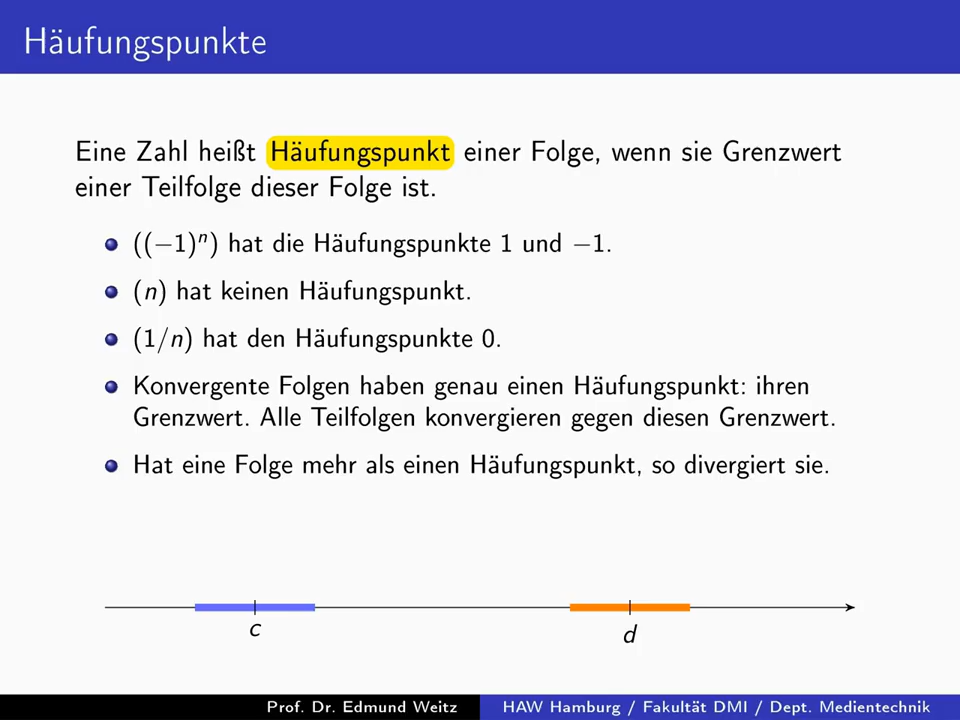 Häufungspunkte
Eine Zahl heißt Häufungspunkt einer Folge, wenn sie Grenzwert
einer Teilfolge dieser Folge ist.
((−1)ⁿ) hat die Häufungspunkte 1 und −1.
(n) hat keinen Häufungspunkt.
(1/n) hat den Häufungspunkte 0.
Konvergente Folgen haben genau einen Häufungspunkt: ihren
Grenzwert. Alle Teilfolgen konvergieren gegen diesen Grenzwert.
Hat eine Folge mehr als einen Häufungspunkt, so divergiert sie.
c d
Prof. Dr. Edmund Weitz HAW Hamburg / Fakultät DMI / Dept. Medientechnik